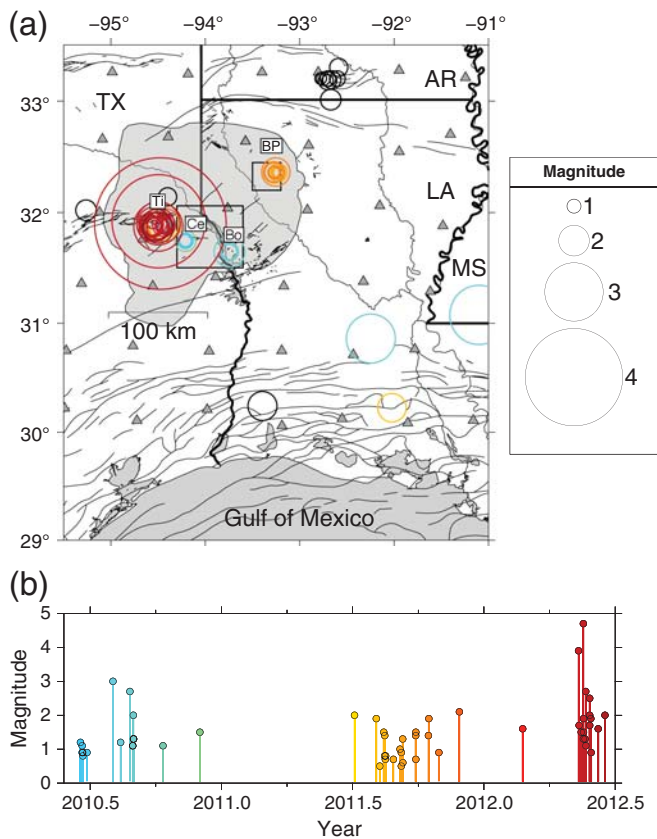 (a)
−95° −94° −93° −92° −91°
33°
32°
31°
30°
29°
TX
AR
LA
MS
BP
Ti
Ce
Bo
100 km
Gulf of Mexico
Magnitude
1
2
3
4
(b)
Magnitude
5
4
3
2
1
0
2010.5 2011.0 2011.5 2012.0 2012.5
Year